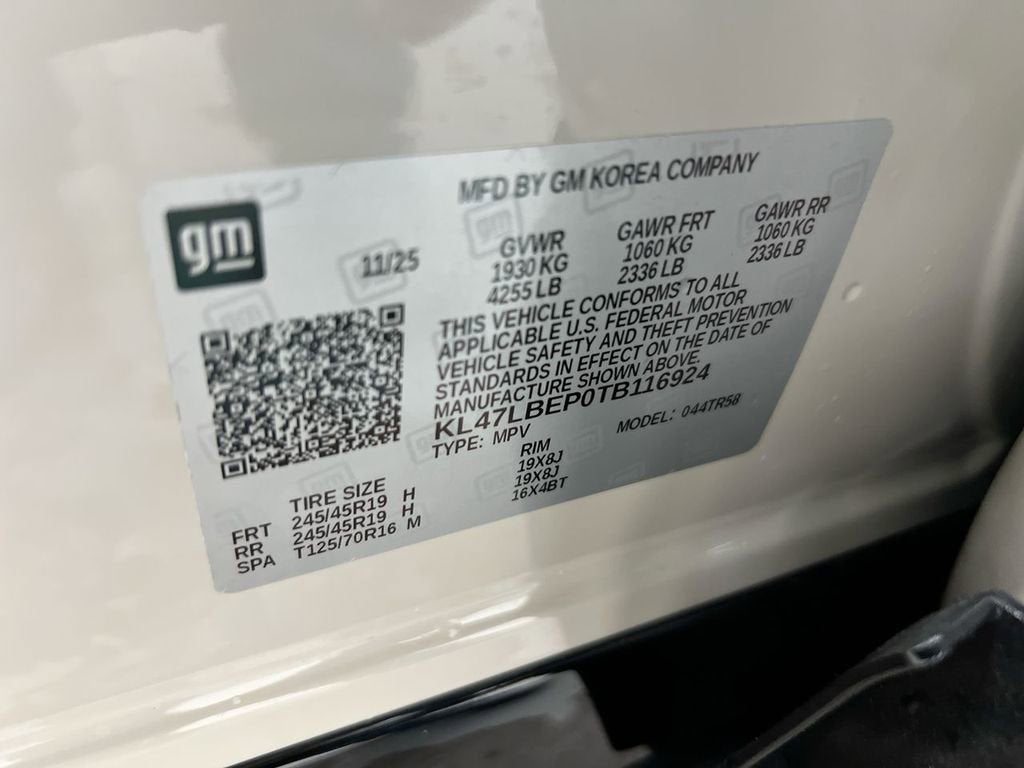 gm
MFD BY GM KOREA COMPANY
11/25
GVWR GAWR FRT GAWR RR
1930 KG 1060 KG 1060 KG
4255 LB 2336 LB 2336 LB
THIS VEHICLE CONFORMS TO ALL
APPLICABLE U.S. FEDERAL MOTOR
VEHICLE SAFETY AND THEFT PREVENTION
STANDARDS IN EFFECT ON THE DATE OF
MANUFACTURE SHOWN ABOVE.
KL47LBEP0TB116924
TYPE: MPV MODEL: 044TR58
TIRE SIZE RIM
FRT 245/45R19 H 19X8J
RR 245/45R19 H 19X8J
SPA T125/70R16 M 16X4BT